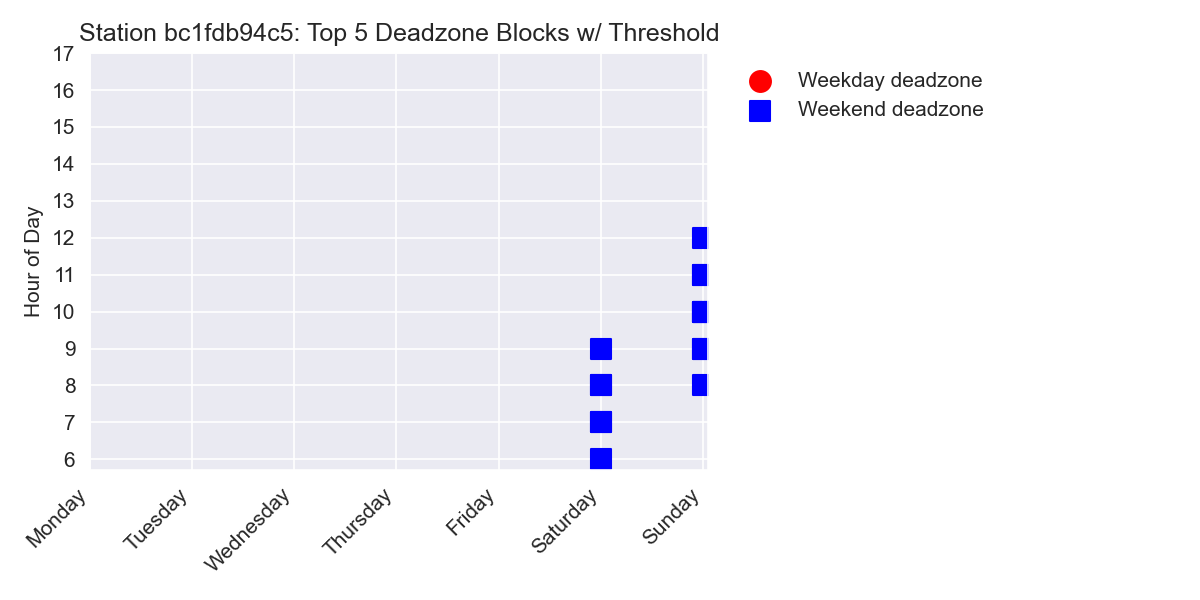 Station bc1fdb94c5: Top 5 Deadzone Blocks w/ Threshold
17
16
15
14
13
12
11
10
9
8
7
6
Hour of Day
Monday
Tuesday
Wednesday
Thursday
Friday
Saturday
Sunday
Weekday deadzone
Weekend deadzone